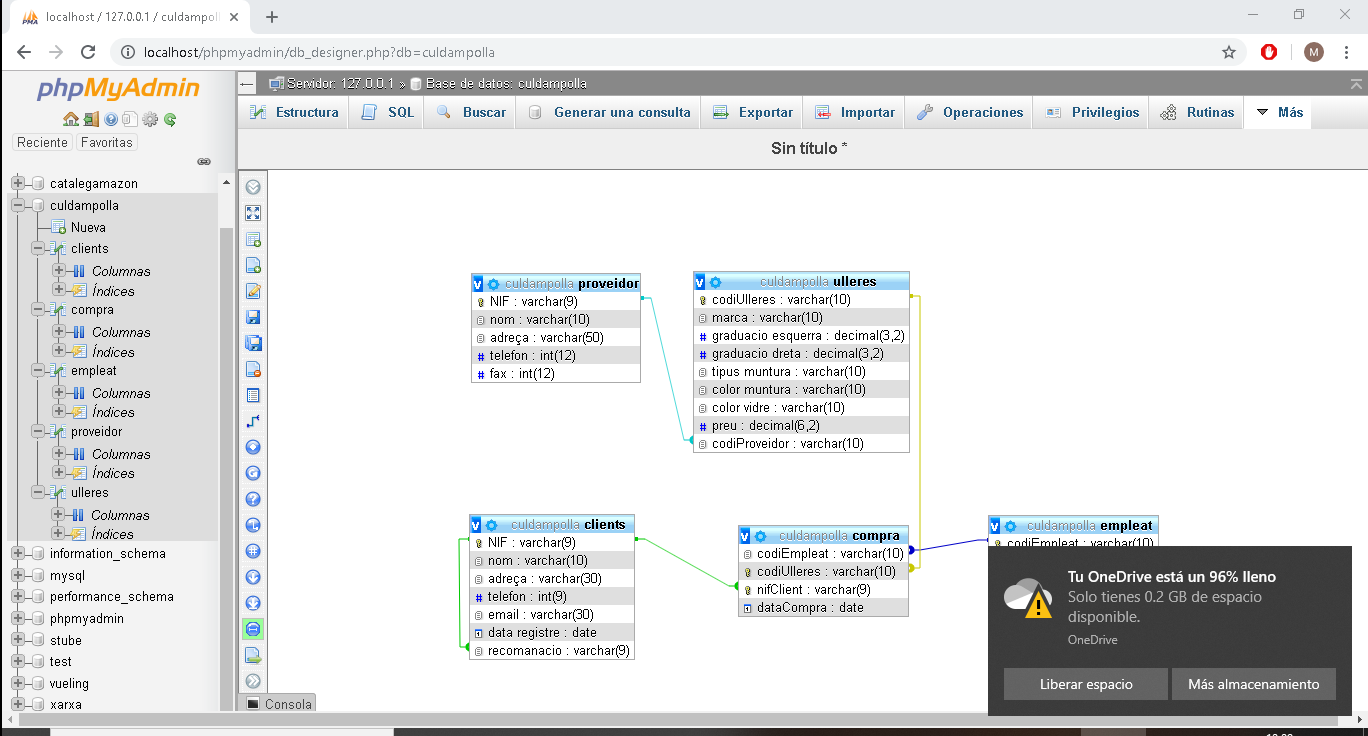 localhost / 127.0.0.1 / culdampoll
localhost/phpmyadmin/db_designer.php?db=culdampolla
M
phpMyAdmin
Reciente Favoritas
catalegamazon
culdampolla
Nueva
clients
Columnas
Índices
compra
Columnas
Índices
empleat
Columnas
Índices
proveidor
Columnas
Índices
ulleres
Columnas
Índices
information_schema
mysql
performance_schema
phpmyadmin
stube
test
vueling
xarxa
Servidor: 127.0.0.1 » Base de datos: culdampolla
Estructura SQL Buscar Generar una consulta Exportar Importar Operaciones Privilegios Rutinas Más
Sin título *
culdampolla proveidor
NIF : varchar(9)
nom : varchar(10)
adreça : varchar(50)
telefon : int(12)
fax : int(12)
culdampolla ulleres
codiUlleres : varchar(10)
marca : varchar(10)
graduacio esquerra : decimal(3,2)
graduacio dreta : decimal(3,2)
tipus muntura : varchar(10)
color muntura : varchar(10)
color vidre : varchar(10)
preu : decimal(6,2)
codiProveidor : varchar(10)
culdampolla clients
NIF : varchar(9)
nom : varchar(10)
adreça : varchar(30)
telefon : int(9)
email : varchar(30)
data registre : date
recomanacio : varchar(9)
culdampolla compra
codiEmpleat : varchar(10)
codiUlleres : varchar(10)
nifClient : varchar(9)
dataCompra : date
culdampolla empleat
codiEmpleat : varchar(10)
Tu OneDrive está un 96% lleno
Solo tienes 0.2 GB de espacio
disponible.
OneDrive
Liberar espacio Más almacenamiento
Consola